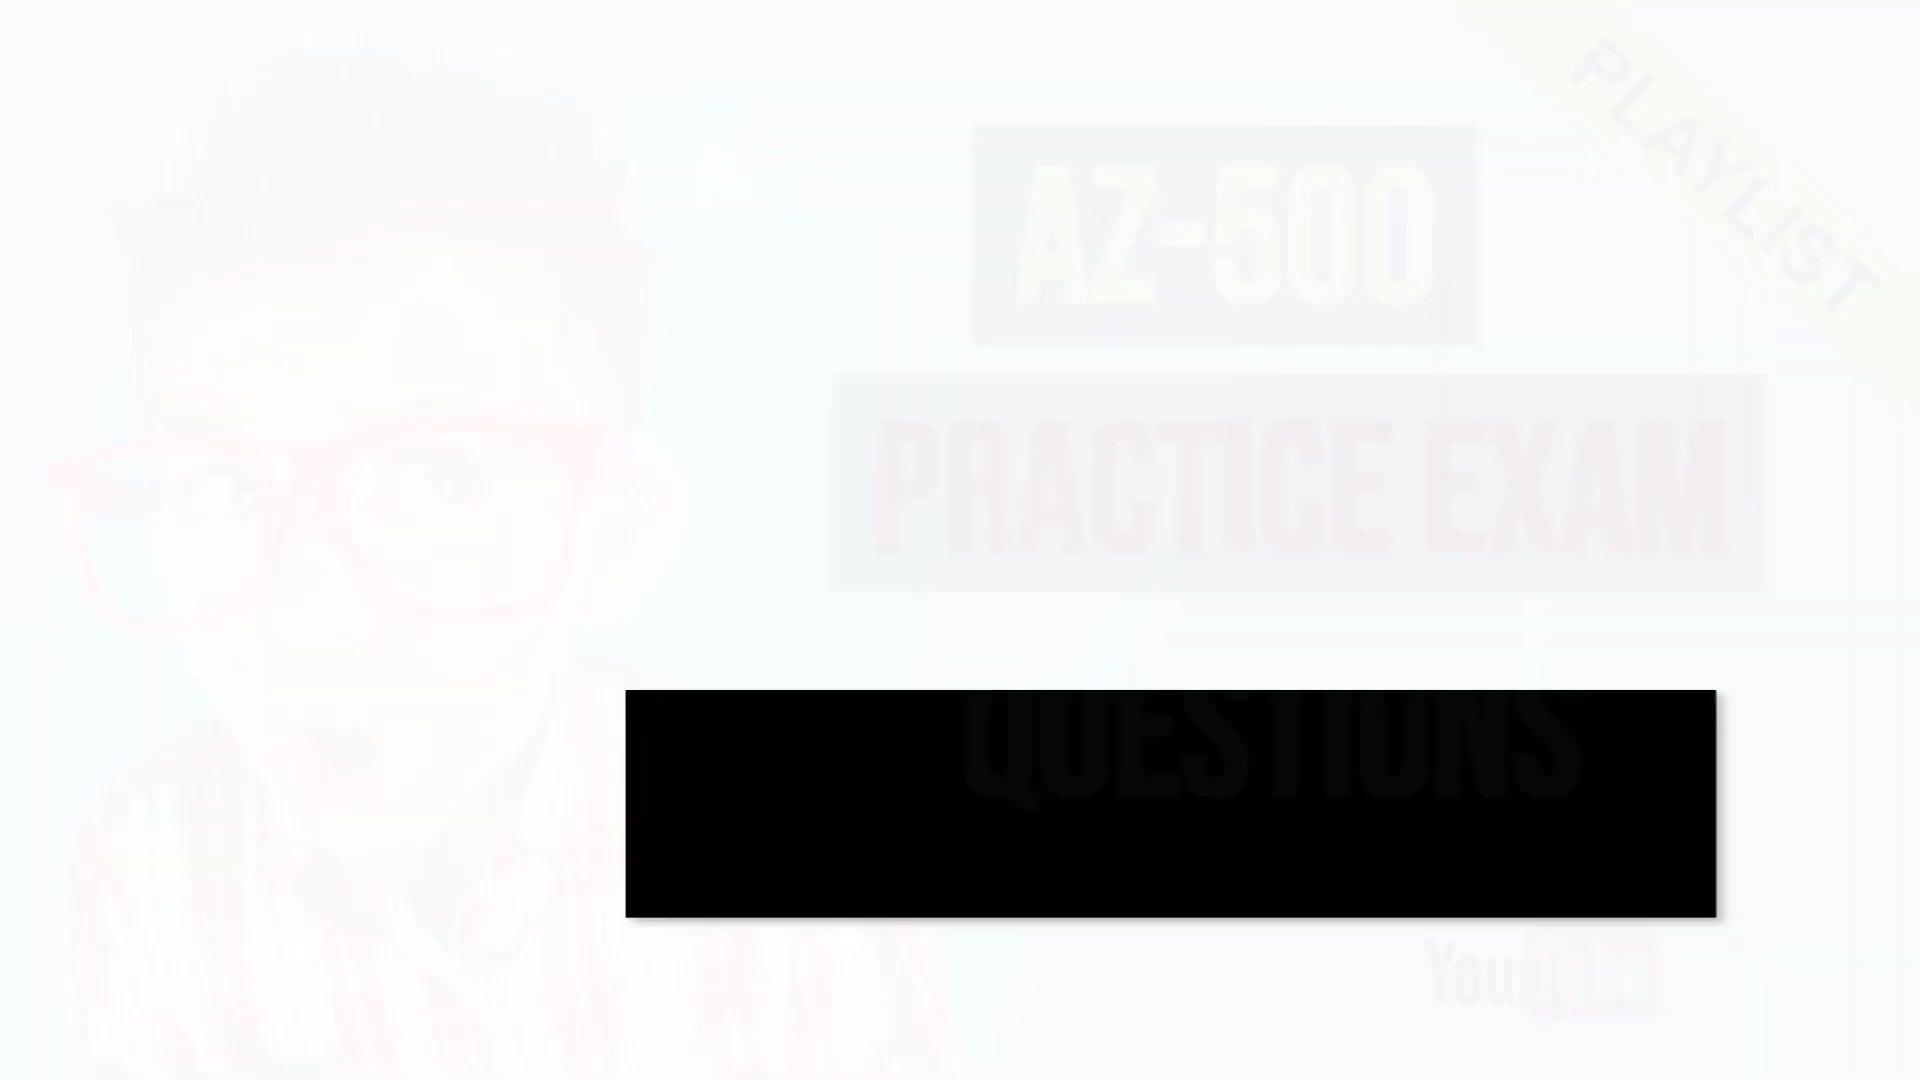 PLAYLIST
AZ-500
PRACTICE EXAM
QUESTIONS
YouTube